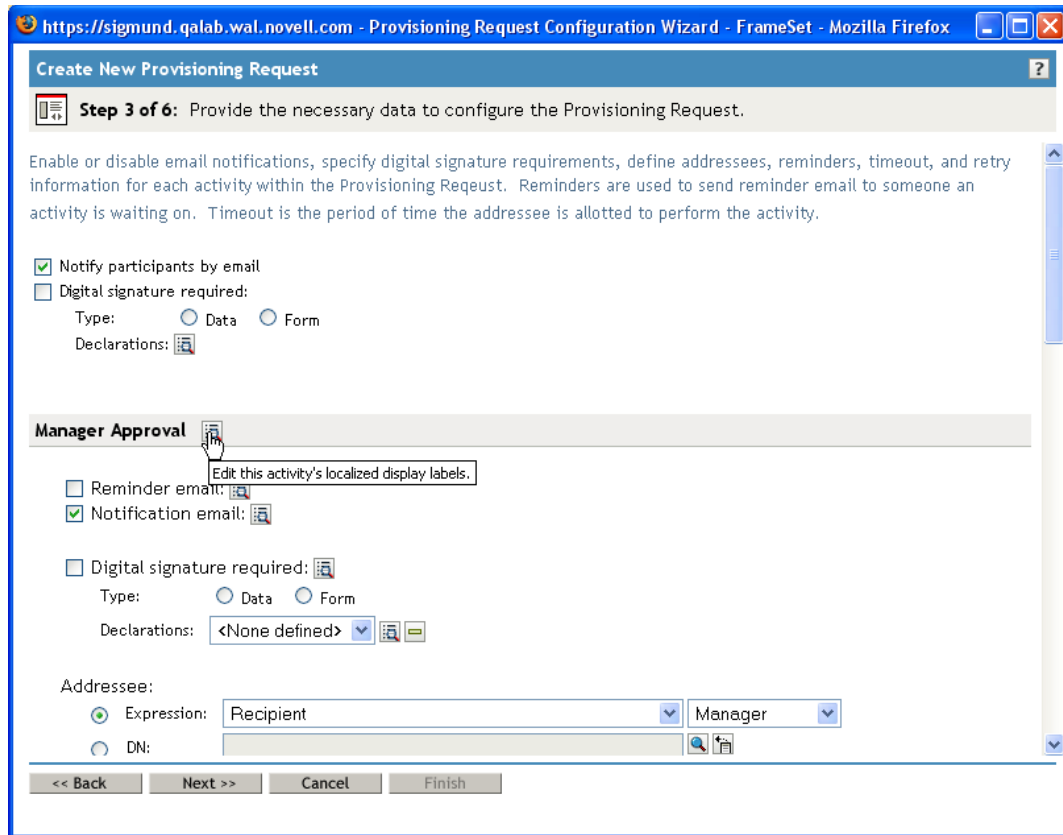 https://sigmund.qalab.wal.novell.com - Provisioning Request Configuration Wizard - FrameSet - Mozilla Firefox
Create New Provisioning Request
?
Step 3 of 6: Provide the necessary data to configure the Provisioning Request.
Enable or disable email notifications, specify digital signature requirements, define addressees, reminders, timeout, and retry
information for each activity within the Provisioning Reqeust. Reminders are used to send reminder email to someone an
activity is waiting on. Timeout is the period of time the addressee is allotted to perform the activity.
Notify participants by email
Digital signature required:
Type: Data Form
Declarations:
Manager Approval
Edit this activity's localized display labels.
Reminder email:
Notification email:
Digital signature required:
Type: Data Form
Declarations: <None defined>
Addressee:
Expression: Recipient Manager
DN:
<< Back Next >> Cancel Finish